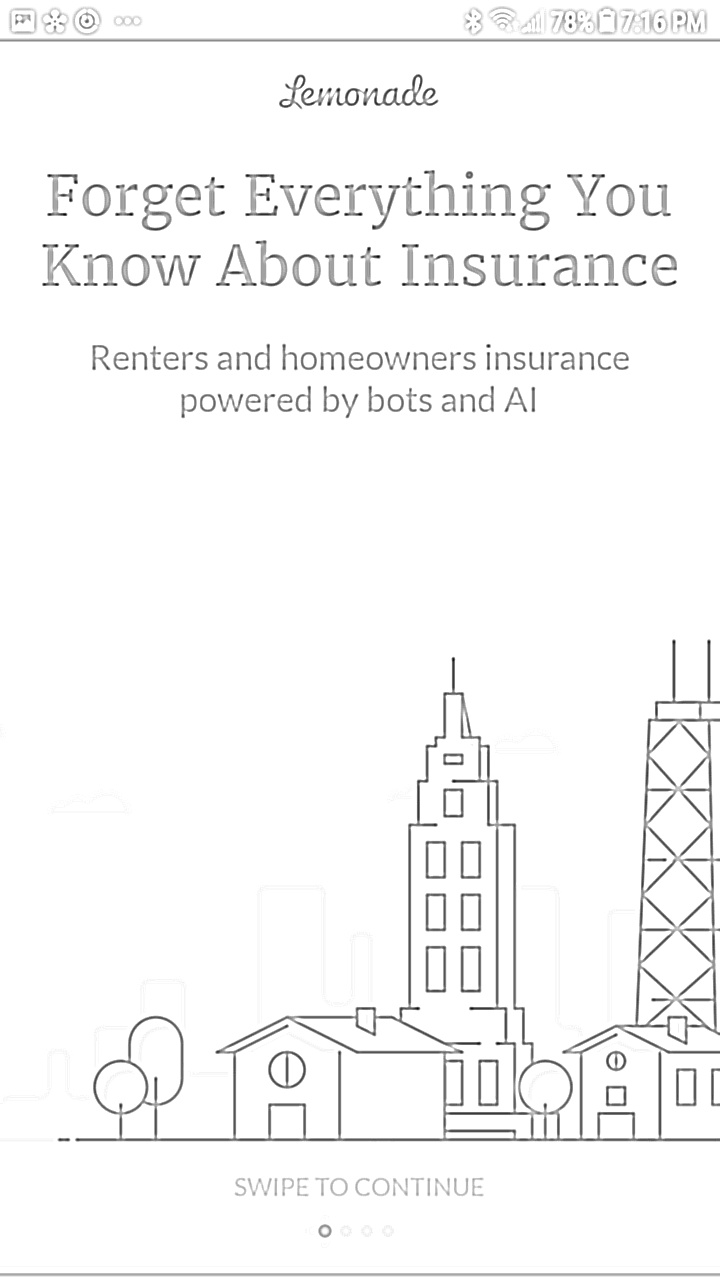 78% 7:16 PM
Lemonade
Forget Everything You
Know About Insurance
Renters and homeowners insurance
powered by bots and AI
SWIPE TO CONTINUE